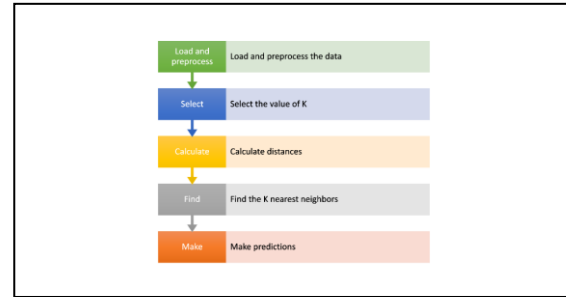 Load and
preprocess
Load and preprocess the data
Select
Select the value of K
Calculate
Calculate distances
Find
Find the K nearest neighbors
Make
Make predictions